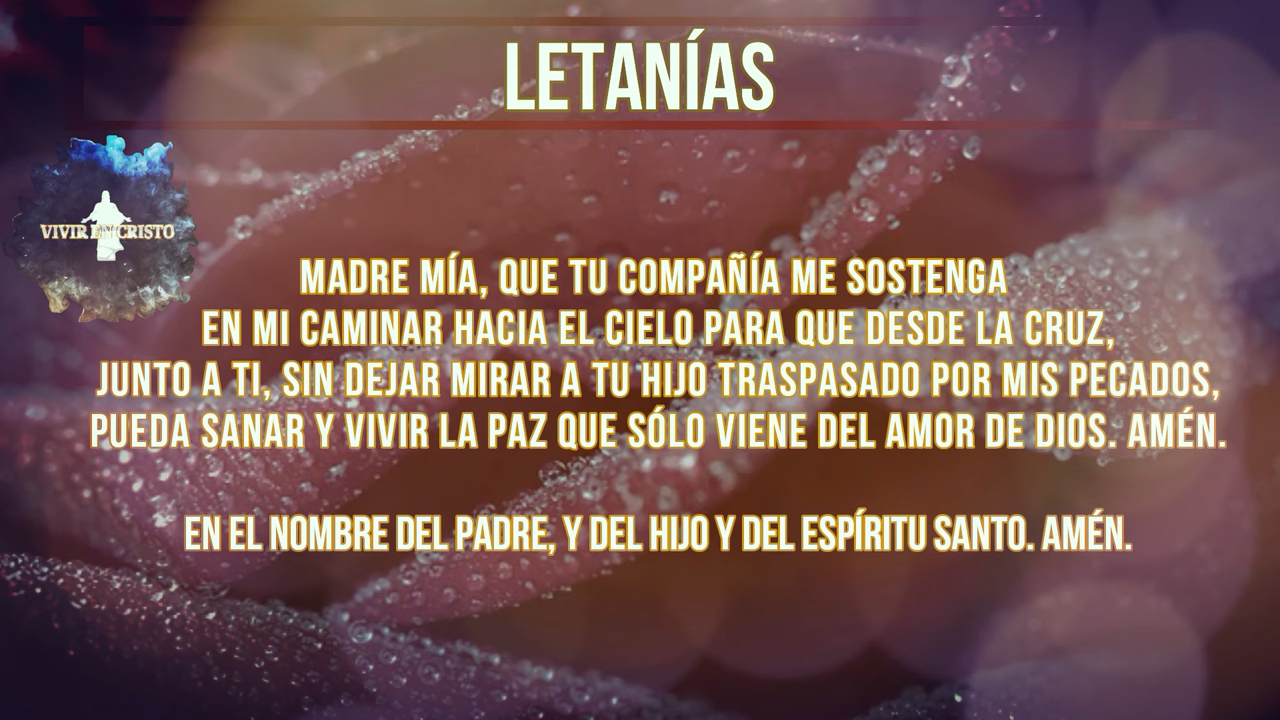 LETANÍAS
VIVIR EN CRISTO
MADRE MÍA, QUE TU COMPAÑÍA ME SOSTENGA
EN MI CAMINAR HACIA EL CIELO PARA QUE DESDE LA CRUZ,
JUNTO A TI, SIN DEJAR MIRAR A TU HIJO TRASPASADO POR MIS PECADOS,
PUEDA SANAR Y VIVIR LA PAZ QUE SÓLO VIENE DEL AMOR DE DIOS. AMÉN.
EN EL NOMBRE DEL PADRE, Y DEL HIJO Y DEL ESPÍRITU SANTO. AMÉN.